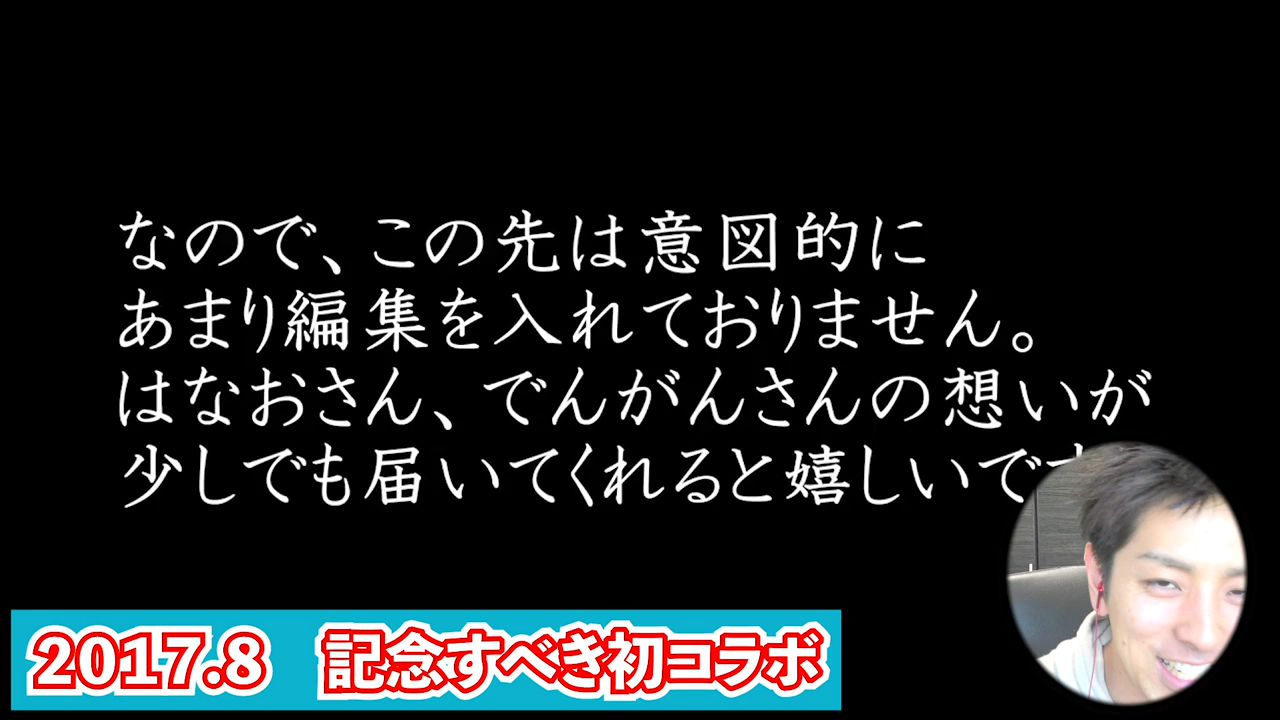 なので、この先は意図的に
あまり編集を入れておりません。
はなおさん、でんがんさんの想いが
少しでも届いてくれると嬉しいです
2017.8 記念すべき初コラボ